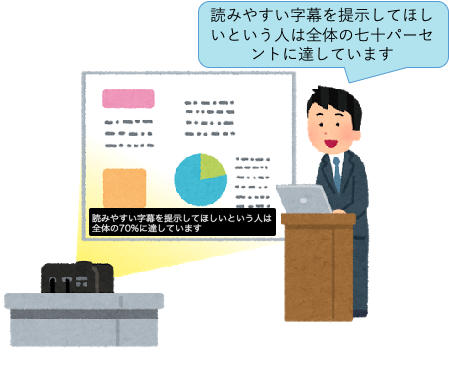 読みやすい字幕を提示してほし
いという人は全体の七十パーセ
ントに達しています
読みやすい字幕を提示してほしいという人は
全体の70%に達しています